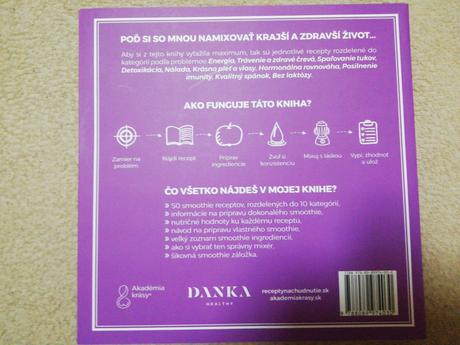 POĎ SI SO MNOU NAMIXOVAŤ KRAJŠÍ A ZDRAVŠÍ ŽIVOT...
Aby si z tejto knihy vyťažila maximum, tak sú jednotlivé recepty rozdelené do
kategórií podľa problémov: Energia, Trávenie a zdravé črevá, Spaľovanie tukov,
Detoxikácia, Nálada, Krásna pleť a vlasy, Hormonálna rovnováha, Posilnenie
imunity, Kvalitný spánok, Bez laktózy.
AKO FUNGUJE TÁTO KNIHA?
Zamier na
problém
Nájdi recept
Priprav
ingrediencie
Zvoľ si
konzistenciu
Mixuj s láskou
Vypi, zhodnoť
a ulož
ČO VŠETKO NÁJDEŠ V MOJEJ KNIHE?
» 50 smoothie receptov, rozdelených do 10 kategórií,
» informácie na prípravu dokonalého smoothie,
» nutričné hodnoty ku každému receptu,
» návod na prípravu vlastného smoothie,
» veľký zoznam smoothie ingrediencií,
» ako si vybrať ten správny mixér,
» šikovná smoothie záložka.
Akadémia
krásy®
DANKA
HEALTHY
receptynachudnutie.sk
akademiakrasy.sk